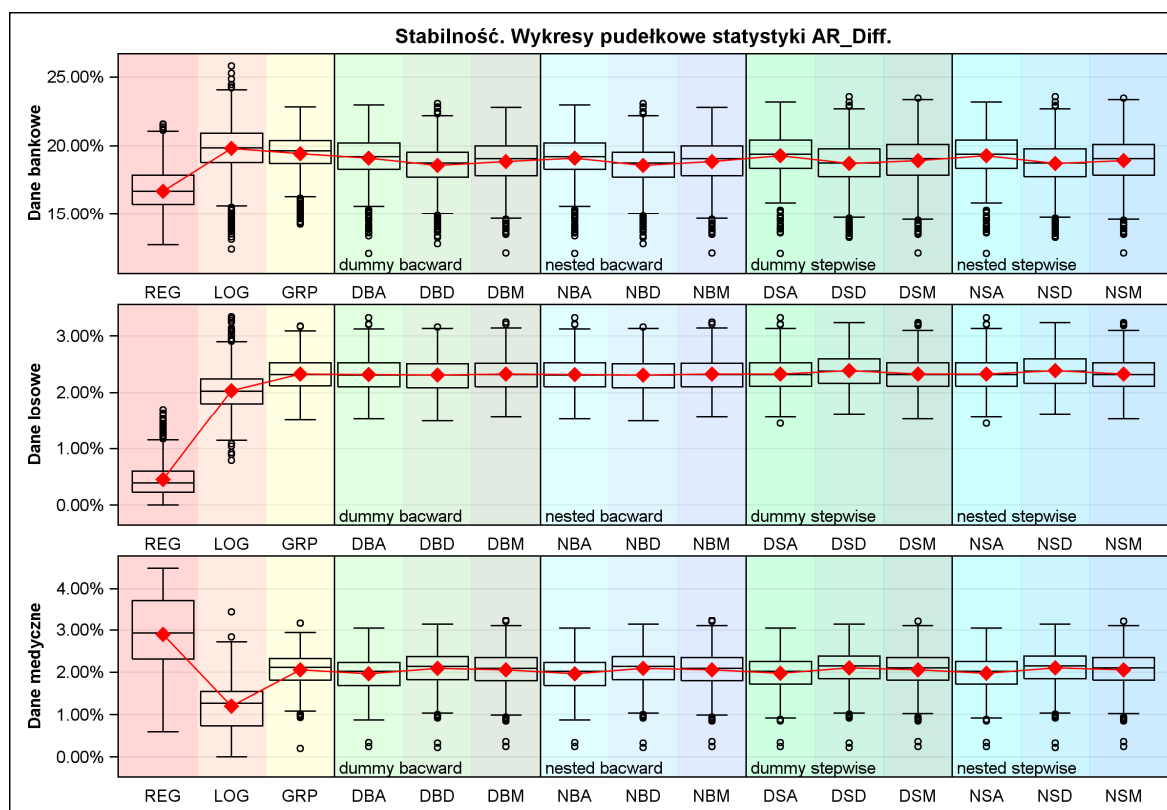 Stabilność. Wykresy pudełkowe statystyki AR_Diff.
Dane bankowe
25.00%
20.00%
15.00%
dummy bacward nested bacward dummy stepwise nested stepwise
REG LOG GRP DBA DBD DBM NBA NBD NBM DSA DSD DSM NSA NSD NSM
Dane losowe
3.00%
2.00%
1.00%
0.00%
dummy bacward nested bacward dummy stepwise nested stepwise
REG LOG GRP DBA DBD DBM NBA NBD NBM DSA DSD DSM NSA NSD NSM
Dane medyczne
4.00%
3.00%
2.00%
1.00%
0.00%
dummy bacward nested bacward dummy stepwise nested stepwise
REG LOG GRP DBA DBD DBM NBA NBD NBM DSA DSD DSM NSA NSD NSM